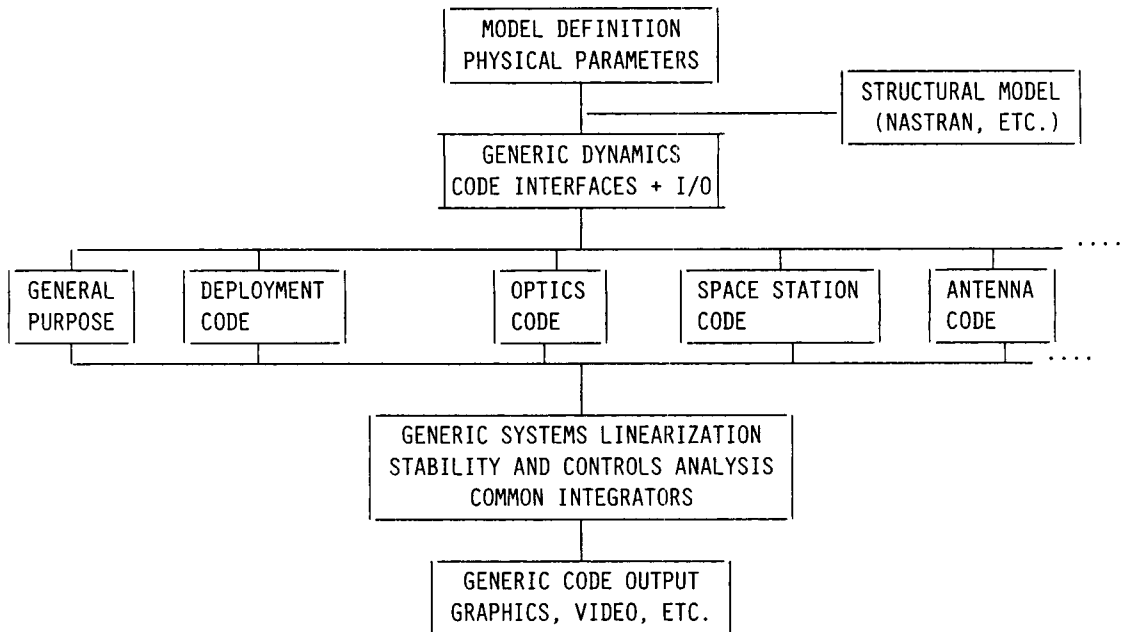 MODEL DEFINITION
PHYSICAL PARAMETERS
STRUCTURAL MODEL
(NASTRAN, ETC.)
GENERIC DYNAMICS
CODE INTERFACES + I/O
....
GENERAL
PURPOSE
DEPLOYMENT
CODE
OPTICS
CODE
SPACE STATION
CODE
ANTENNA
CODE
....
GENERIC SYSTEMS LINEARIZATION
STABILITY AND CONTROLS ANALYSIS
COMMON INTEGRATORS
GENERIC CODE OUTPUT
GRAPHICS, VIDEO, ETC.